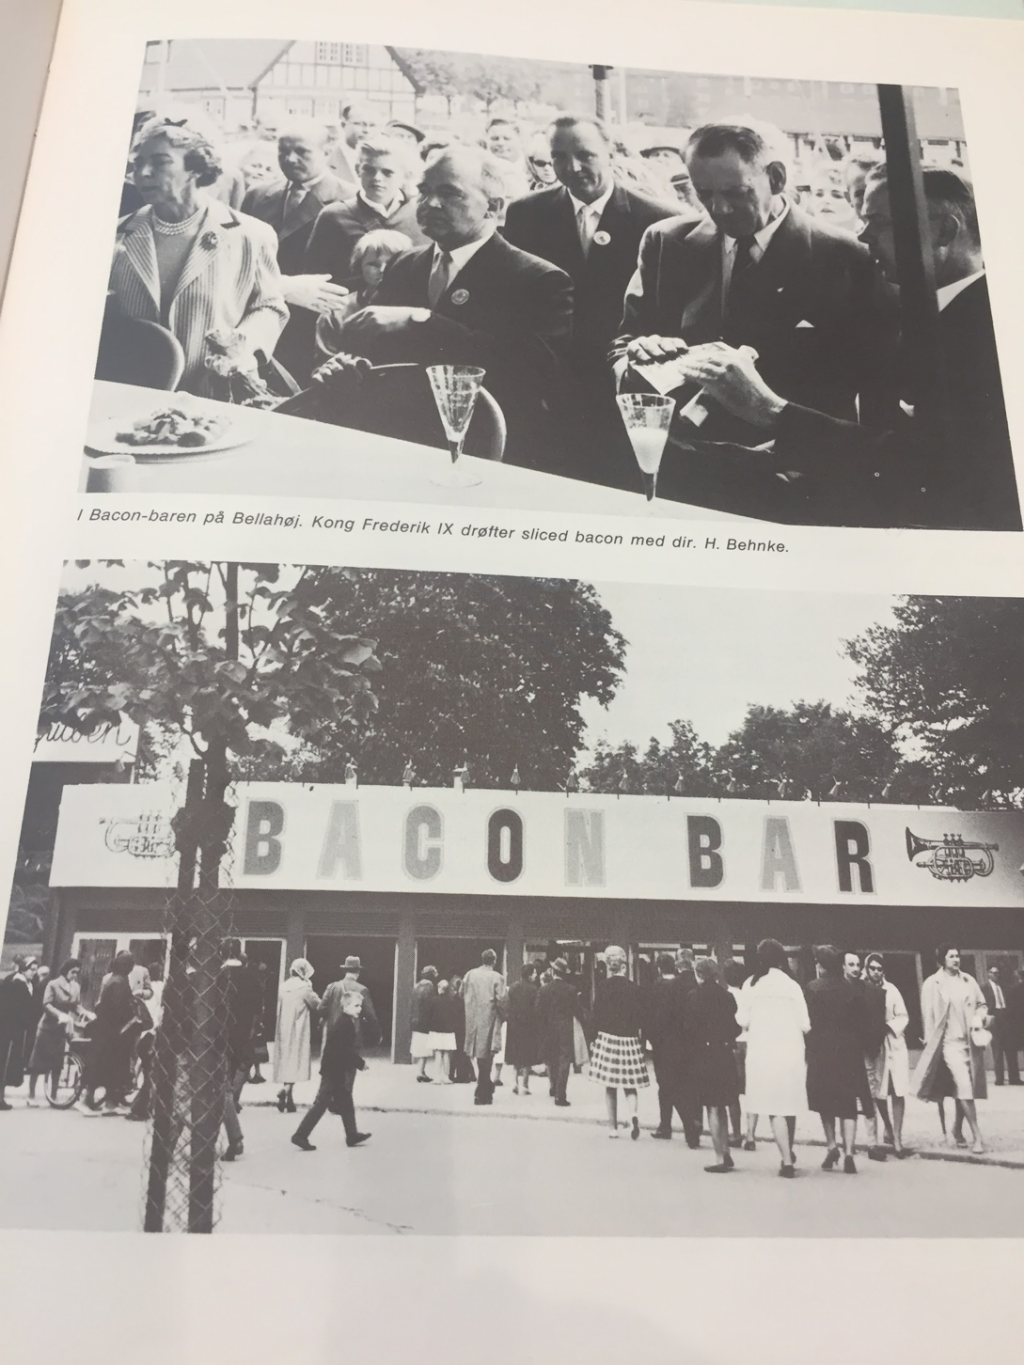 I Bacon-baren på Bellahøj. Kong Frederik IX drøfter sliced bacon med dir. H. Behnke.
BACON BAR